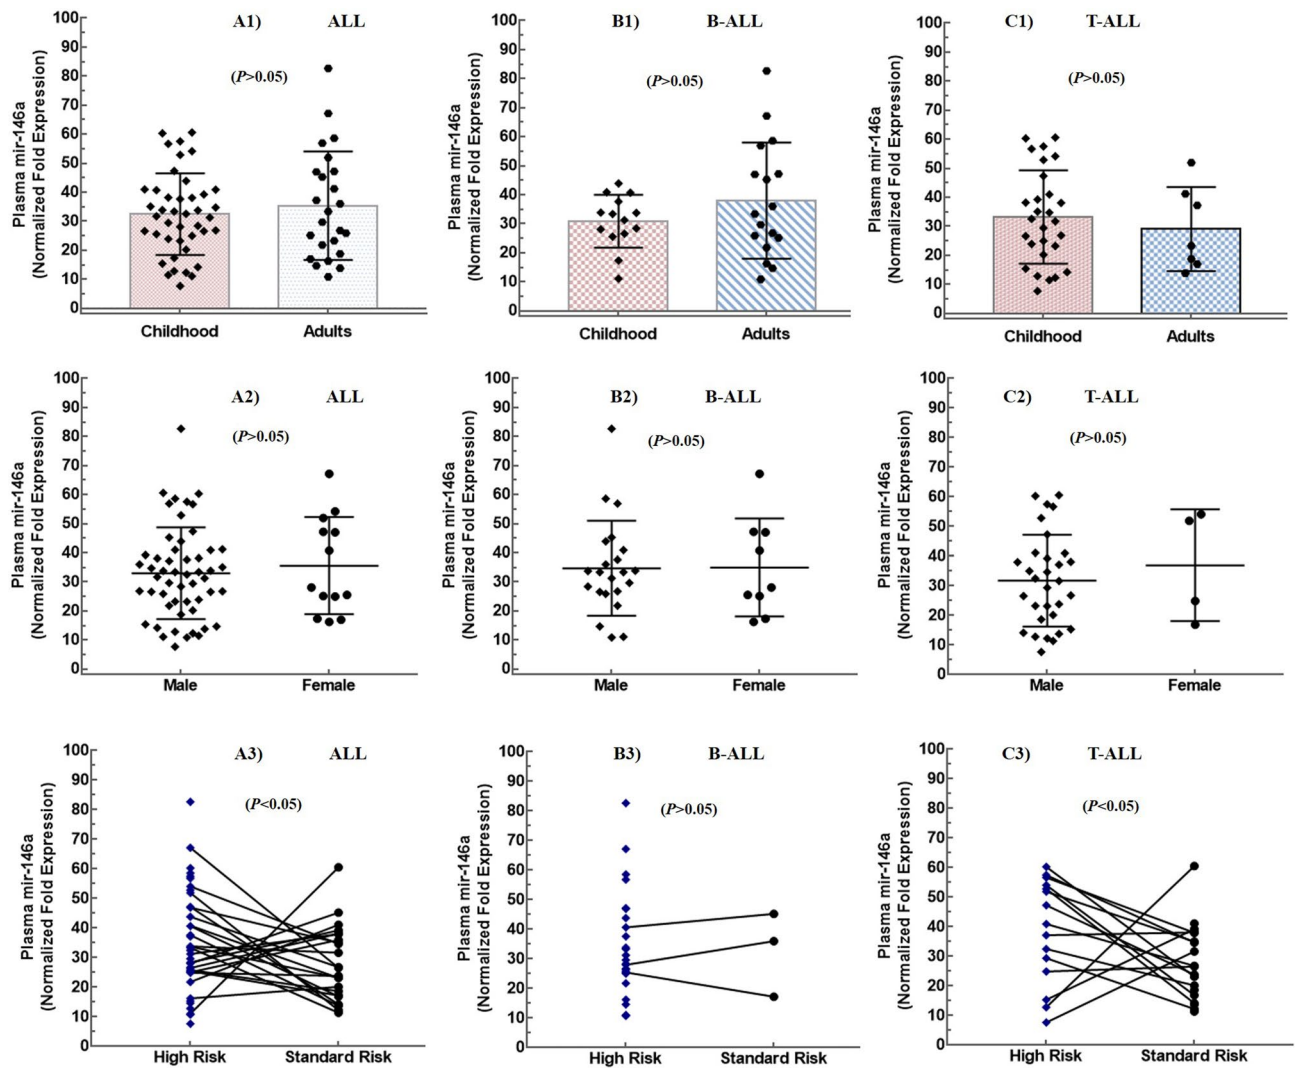 A1) ALL
(P>0.05)
Plasma mir-146a
(Normalized Fold Expression)
100
90
80
70
60
50
40
30
20
10
0
Childhood Adults
B1) B-ALL
(P>0.05)
Plasma mir-146a
(Normalized Fold Expression)
100
90
80
70
60
50
40
30
20
10
0
Childhood Adults
C1) T-ALL
(P>0.05)
Plasma mir-146a
(Normalized Fold Expression)
100
90
80
70
60
50
40
30
20
10
0
Childhood Adults
A2) ALL
(P>0.05)
Plasma mir-146a
(Normalized Fold Expression)
100
90
80
70
60
50
40
30
20
10
0
Male Female
B2) B-ALL
(P>0.05)
Plasma mir-146a
(Normalized Fold Expression)
100
90
80
70
60
50
40
30
20
10
0
Male Female
C2) T-ALL
(P>0.05)
Plasma mir-146a
(Normalized Fold Expression)
100
90
80
70
60
50
40
30
20
10
0
Male Female
A3) ALL
(P<0.05)
Plasma mir-146a
(Normalized Fold Expression)
100
90
80
70
60
50
40
30
20
10
0
High Risk Standard Risk
B3) B-ALL
(P>0.05)
Plasma mir-146a
(Normalized Fold Expression)
100
90
80
70
60
50
40
30
20
10
0
High Risk Standard Risk
C3) T-ALL
(P<0.05)
Plasma mir-146a
(Normalized Fold Expression)
100
90
80
70
60
50
40
30
20
10
0
High Risk Standard Risk